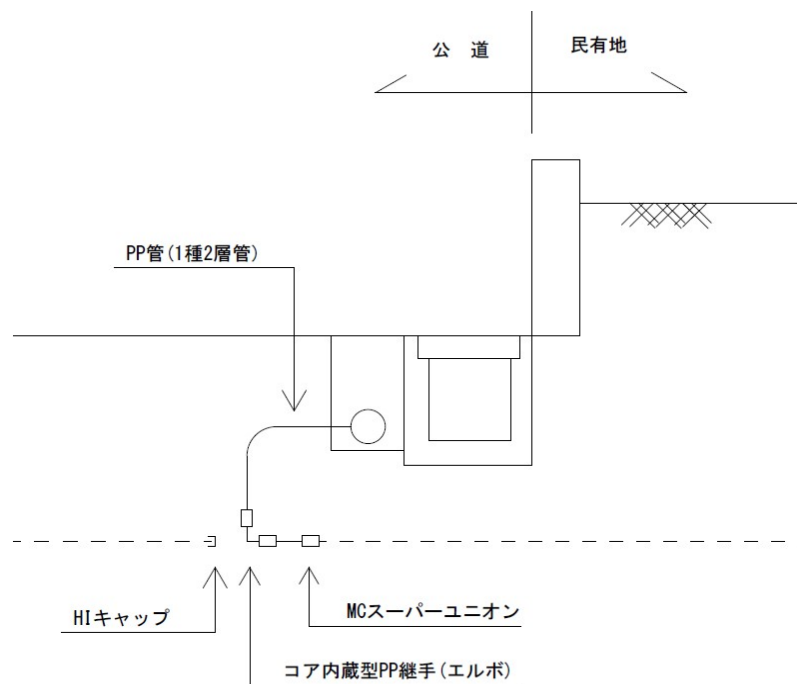 公　道
民有地
PP管(1種2層管)
HIキャップ
MCスーパーユニオン
コア内蔵型PP継手(エルボ)